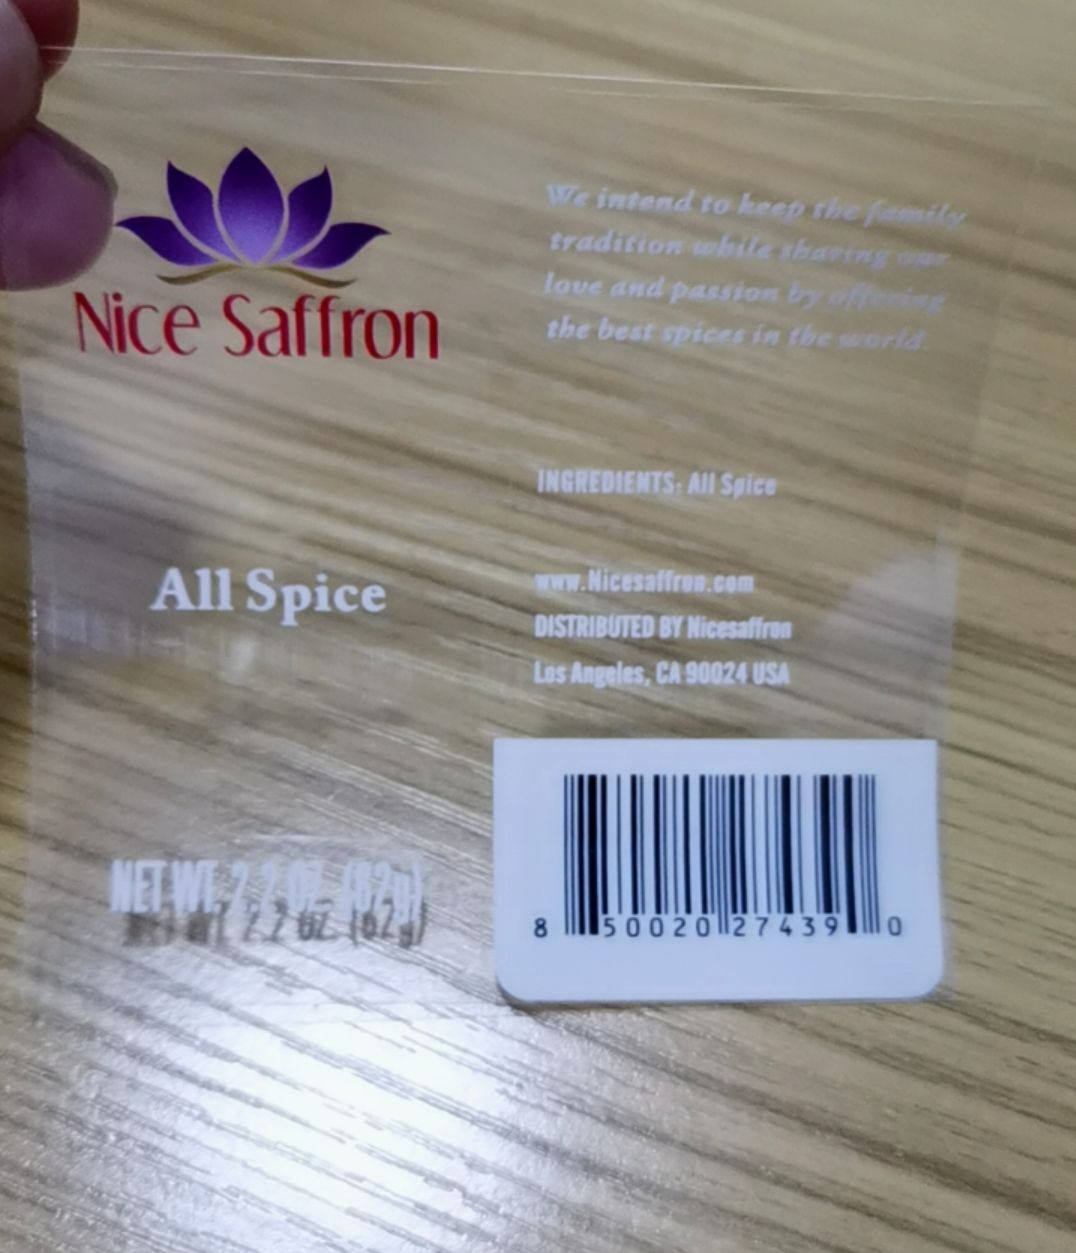 Nice Saffron
We intend to keep the family
tradition while sharing our
love and passion by offering
the best spices in the world.
INGREDIENTS: All Spice
All Spice
www.Nicesaffron.com
DISTRIBUTED BY Nicesaffron
Los Angeles, CA 90024 USA
NET WT. 2.2 OZ (62g)
8 50020 27439 0